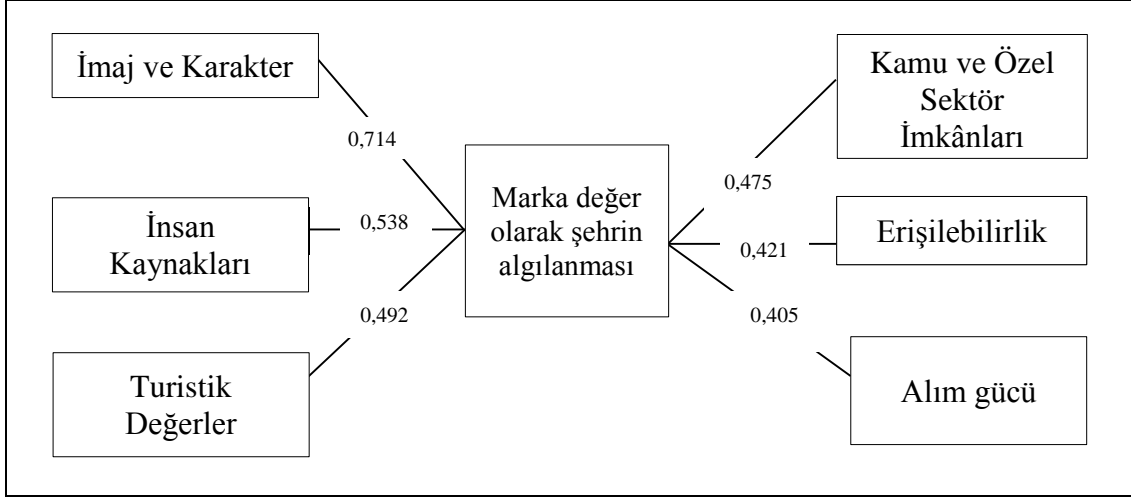 İmaj ve Karakter
0,714
İnsan
Kaynakları
0,538
Turistik
Değerler
0,492
Marka değer
olarak şehrin
algılanması
Kamu ve Özel
Sektör
İmkânları
0,475
Erişilebilirlik
0,421
Alım gücü
0,405